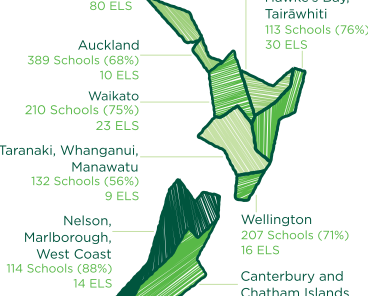 80 ELS
Hawke's Bay,
Tairāwhiti
113 Schools (76%)
30 ELS
Auckland
389 Schools (68%)
10 ELS
Waikato
210 Schools (75%)
23 ELS
Taranaki, Whanganui,
Manawatu
132 Schools (56%)
9 ELS
Nelson,
Marlborough,
West Coast
114 Schools (88%)
14 ELS
Wellington
207 Schools (71%)
16 ELS
Canterbury and
Chatham Islands